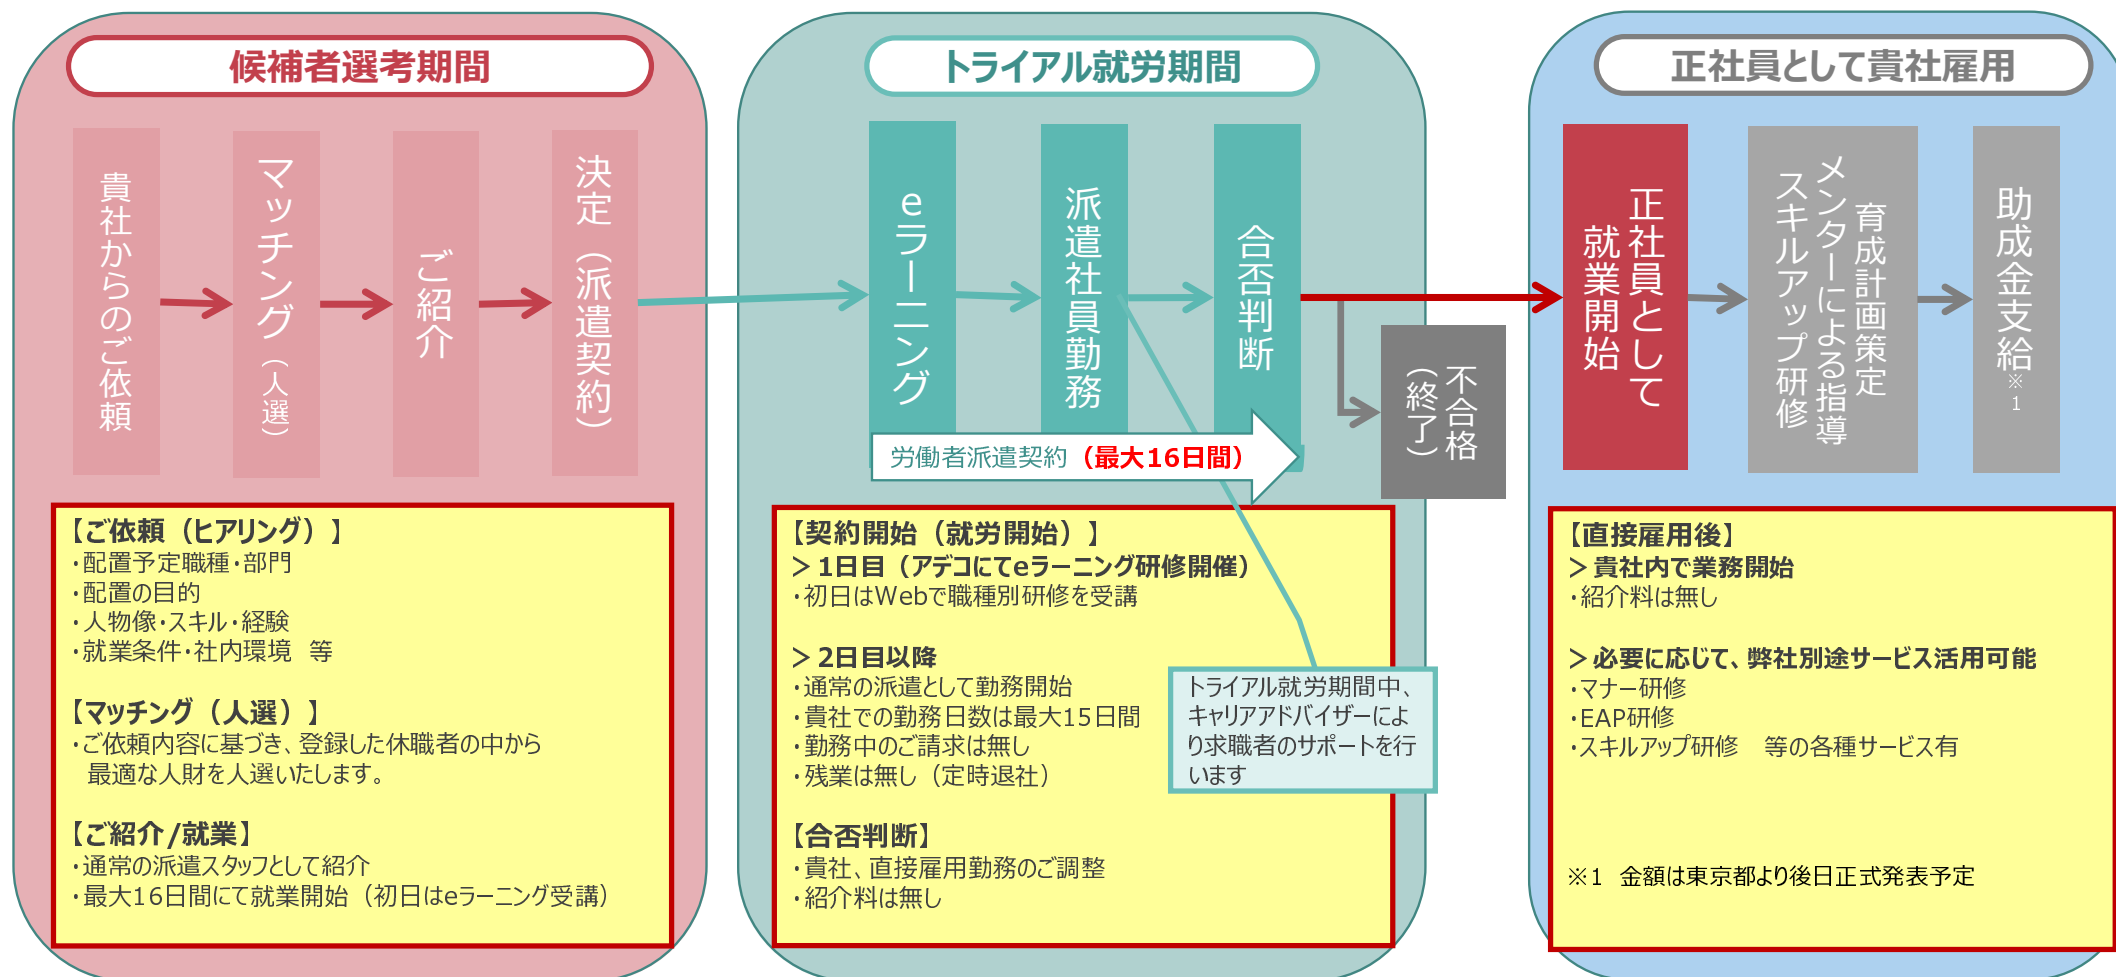 候補者選考期間
貴社からのご依頼
マッチング（人選）
ご紹介
決定（派遣契約）
【ご依頼（ヒアリング）】
・配置予定職種・部門
・配置の目的
・人物像・スキル・経験
・就業条件・社内環境　等
【マッチング（人選）】
・ご依頼内容に基づき、登録した休職者の中から
最適な人財を人選いたします。
【ご紹介/就業】
・通常の派遣スタッフとして紹介
・最大16日間にて就業開始（初日はeラーニング受講）
トライアル就労期間
eラーニング
派遣社員勤務
合否判断
不合格
（終了）
労働者派遣契約（最大16日間）
【契約開始（就労開始）】
＞1日目（アデコにてeラーニング研修開催）
・初日はWebで職種別研修を受講
＞2日目以降
・通常の派遣として勤務開始
・貴社での勤務日数は最大15日間
・勤務中のご請求は無し
・残業は無し（定時退社）
【合否判断】
・貴社、直接雇用勤務のご調整
・紹介料は無し
トライアル就労期間中、
キャリアアドバイザーによ
り求職者のサポートを行
います
正社員として貴社雇用
正社員として
就業開始
育成計画策定
メンターによる指導
スキルアップ研修
助成金支給※1
【直接雇用後】
＞貴社内で業務開始
・紹介料は無し
＞必要に応じて、弊社別途サービス活用可能
・マナー研修
・EAP研修
・スキルアップ研修　等の各種サービス有
※1　金額は東京都より後日正式発表予定